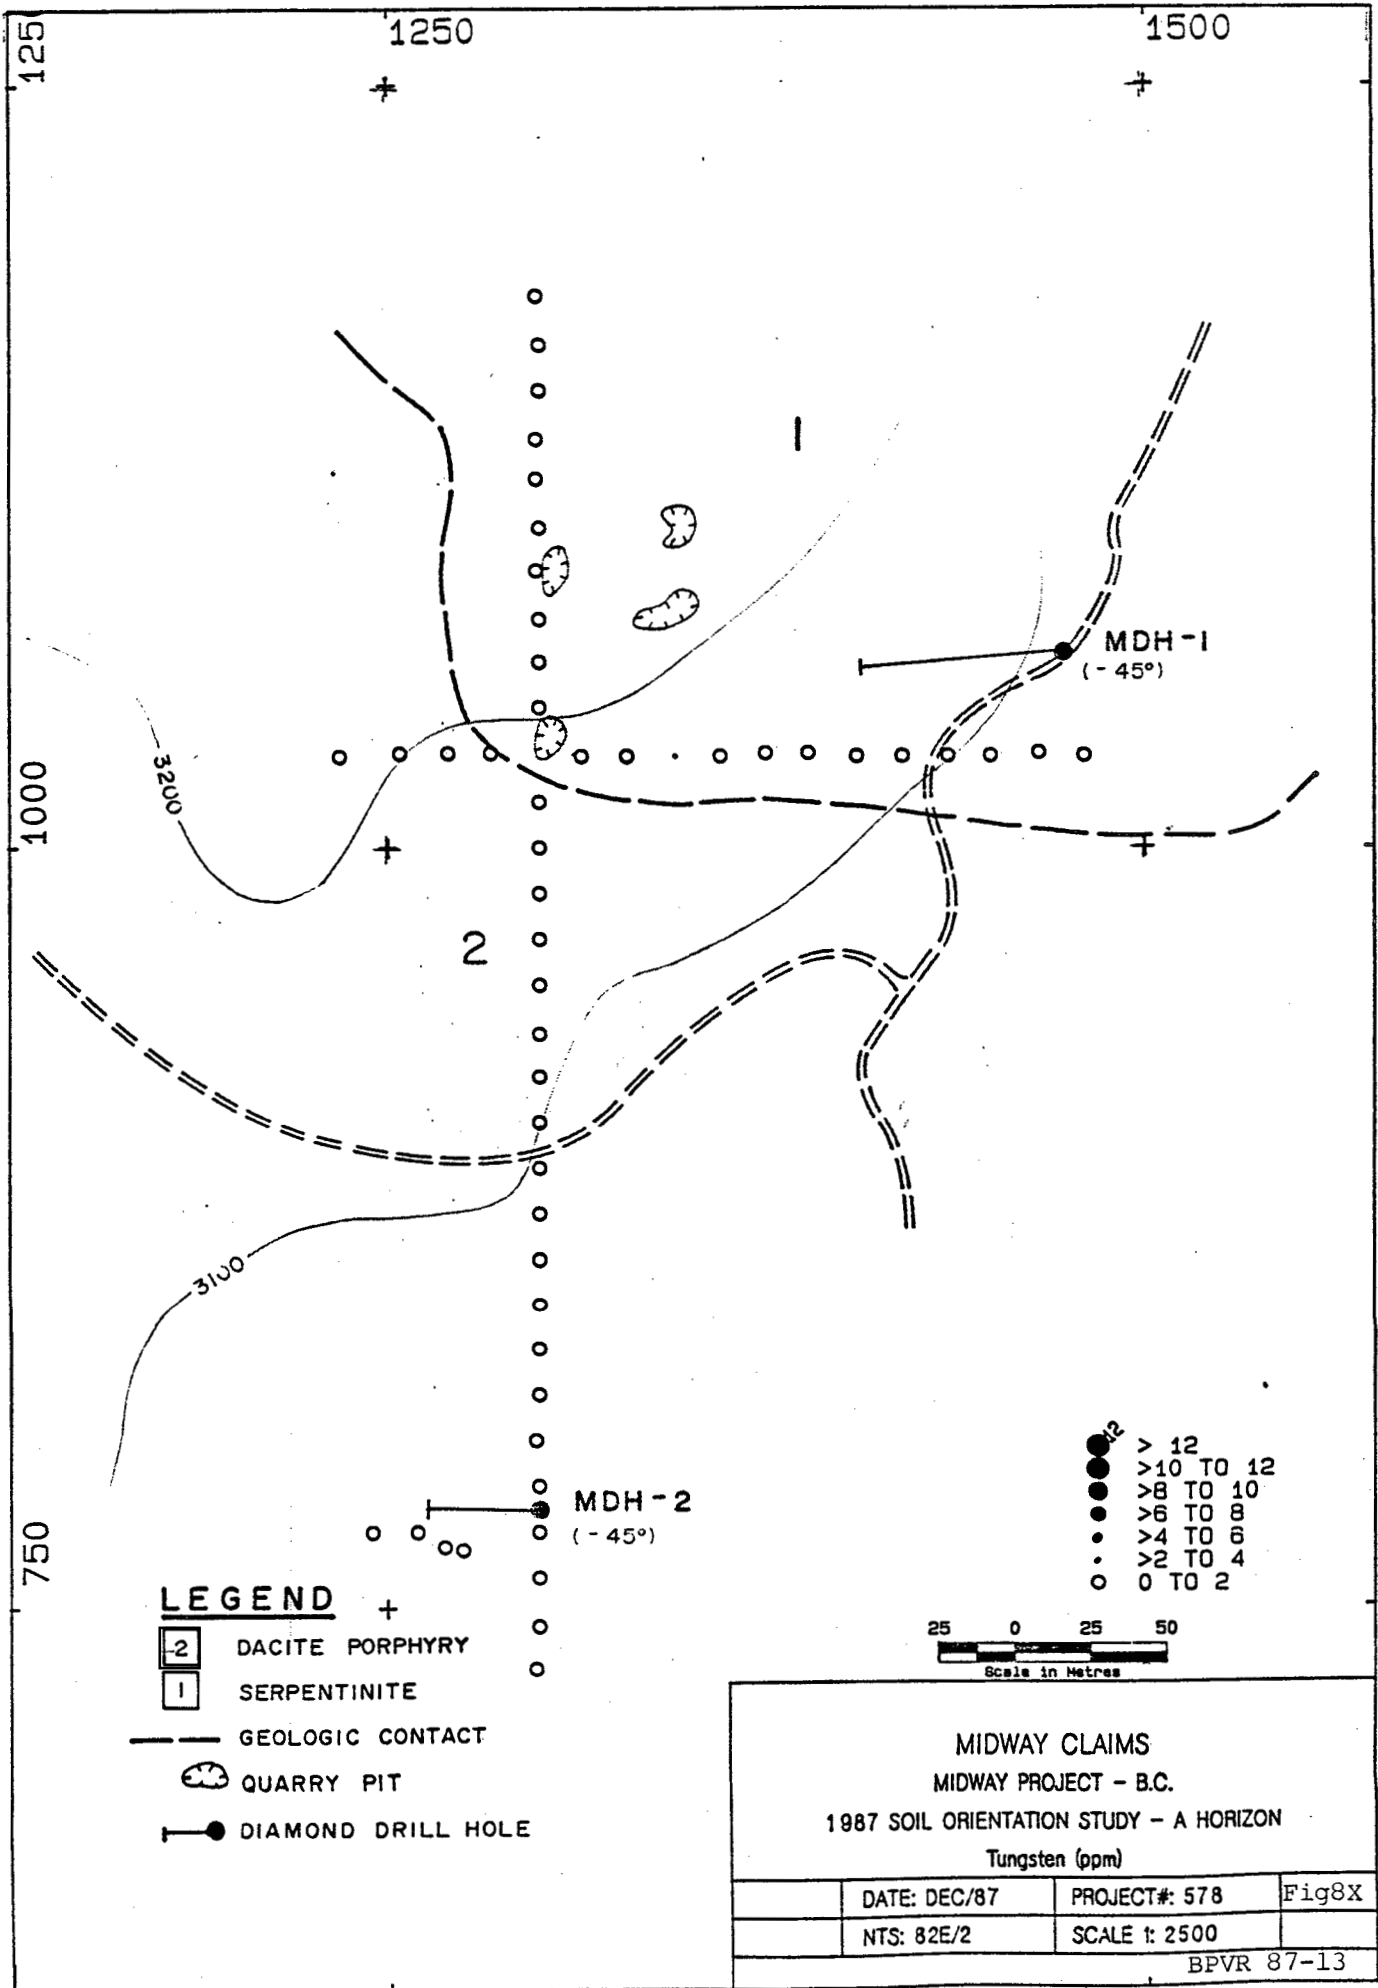 1250
1500
125
1
MDH-1
(-45°)
3200
1000
2
3100
MDH-2
(-45°)
750
12
> 12
>10 TO 12
>8 TO 10
>6 TO 8
>4 TO 6
>2 TO 4
0 TO 2
25 0 25 50
Scale in Metres
LEGEND
2 DACITE PORPHYRY
1 SERPENTINITE
GEOLOGIC CONTACT
QUARRY PIT
DIAMOND DRILL HOLE
MIDWAY CLAIMS
MIDWAY PROJECT - B.C.
1987 SOIL ORIENTATION STUDY - A HORIZON
Tungsten (ppm)
DATE: DEC/87 PROJECT#: 578 Fig8X
NTS: 82E/2 SCALE 1: 2500
BPVR 87-13